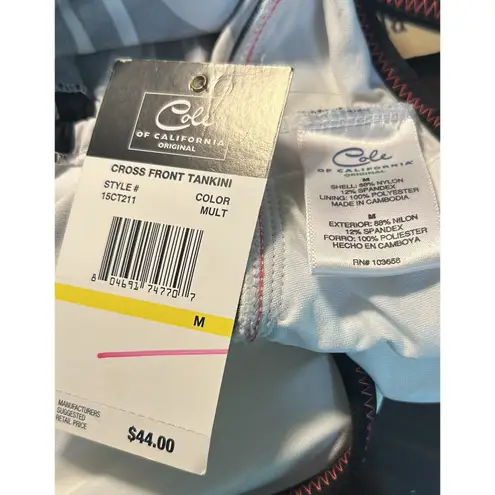 Cole
OF CALIFORNIA
ORIGINAL
CROSS FRONT TANKINI
STYLE # COLOR
15CT211 MULT
8 04691 74770 7
M
MANUFACTURERS
SUGGESTED
RETAIL PRICE
$44.00
Cole
OF CALIFORNIA
ORIGINAL
M
SHELL: 88% NYLON
12% SPANDEX
LINING: 100% POLYESTER
MADE IN CAMBODIA
M
EXTERIOR: 88% NILON
12% SPANDEX
FORRO: 100% POLIESTER
HECHO EN CAMBOYA
RN# 103656